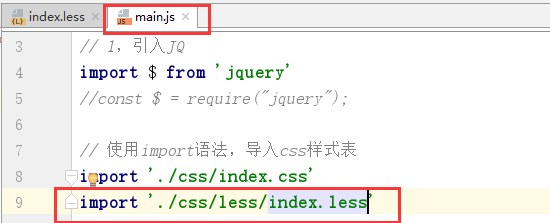 index.less main.js
3 // 1，引入JQ
4 import $ from 'jquery'
5 //const $ = require("jquery");
6
7 // 使用import语法，导入css样式表
8 import './css/index.css'
9 import './css/less/index.less'